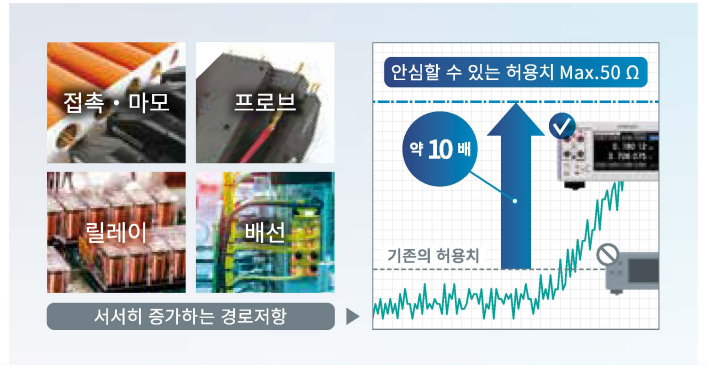 접촉・마모
프로브
릴레이
배선
서서히 증가하는 경로저항
안심할 수 있는 허용치 Max.50 Ω
약 10 배
기존의 허용치